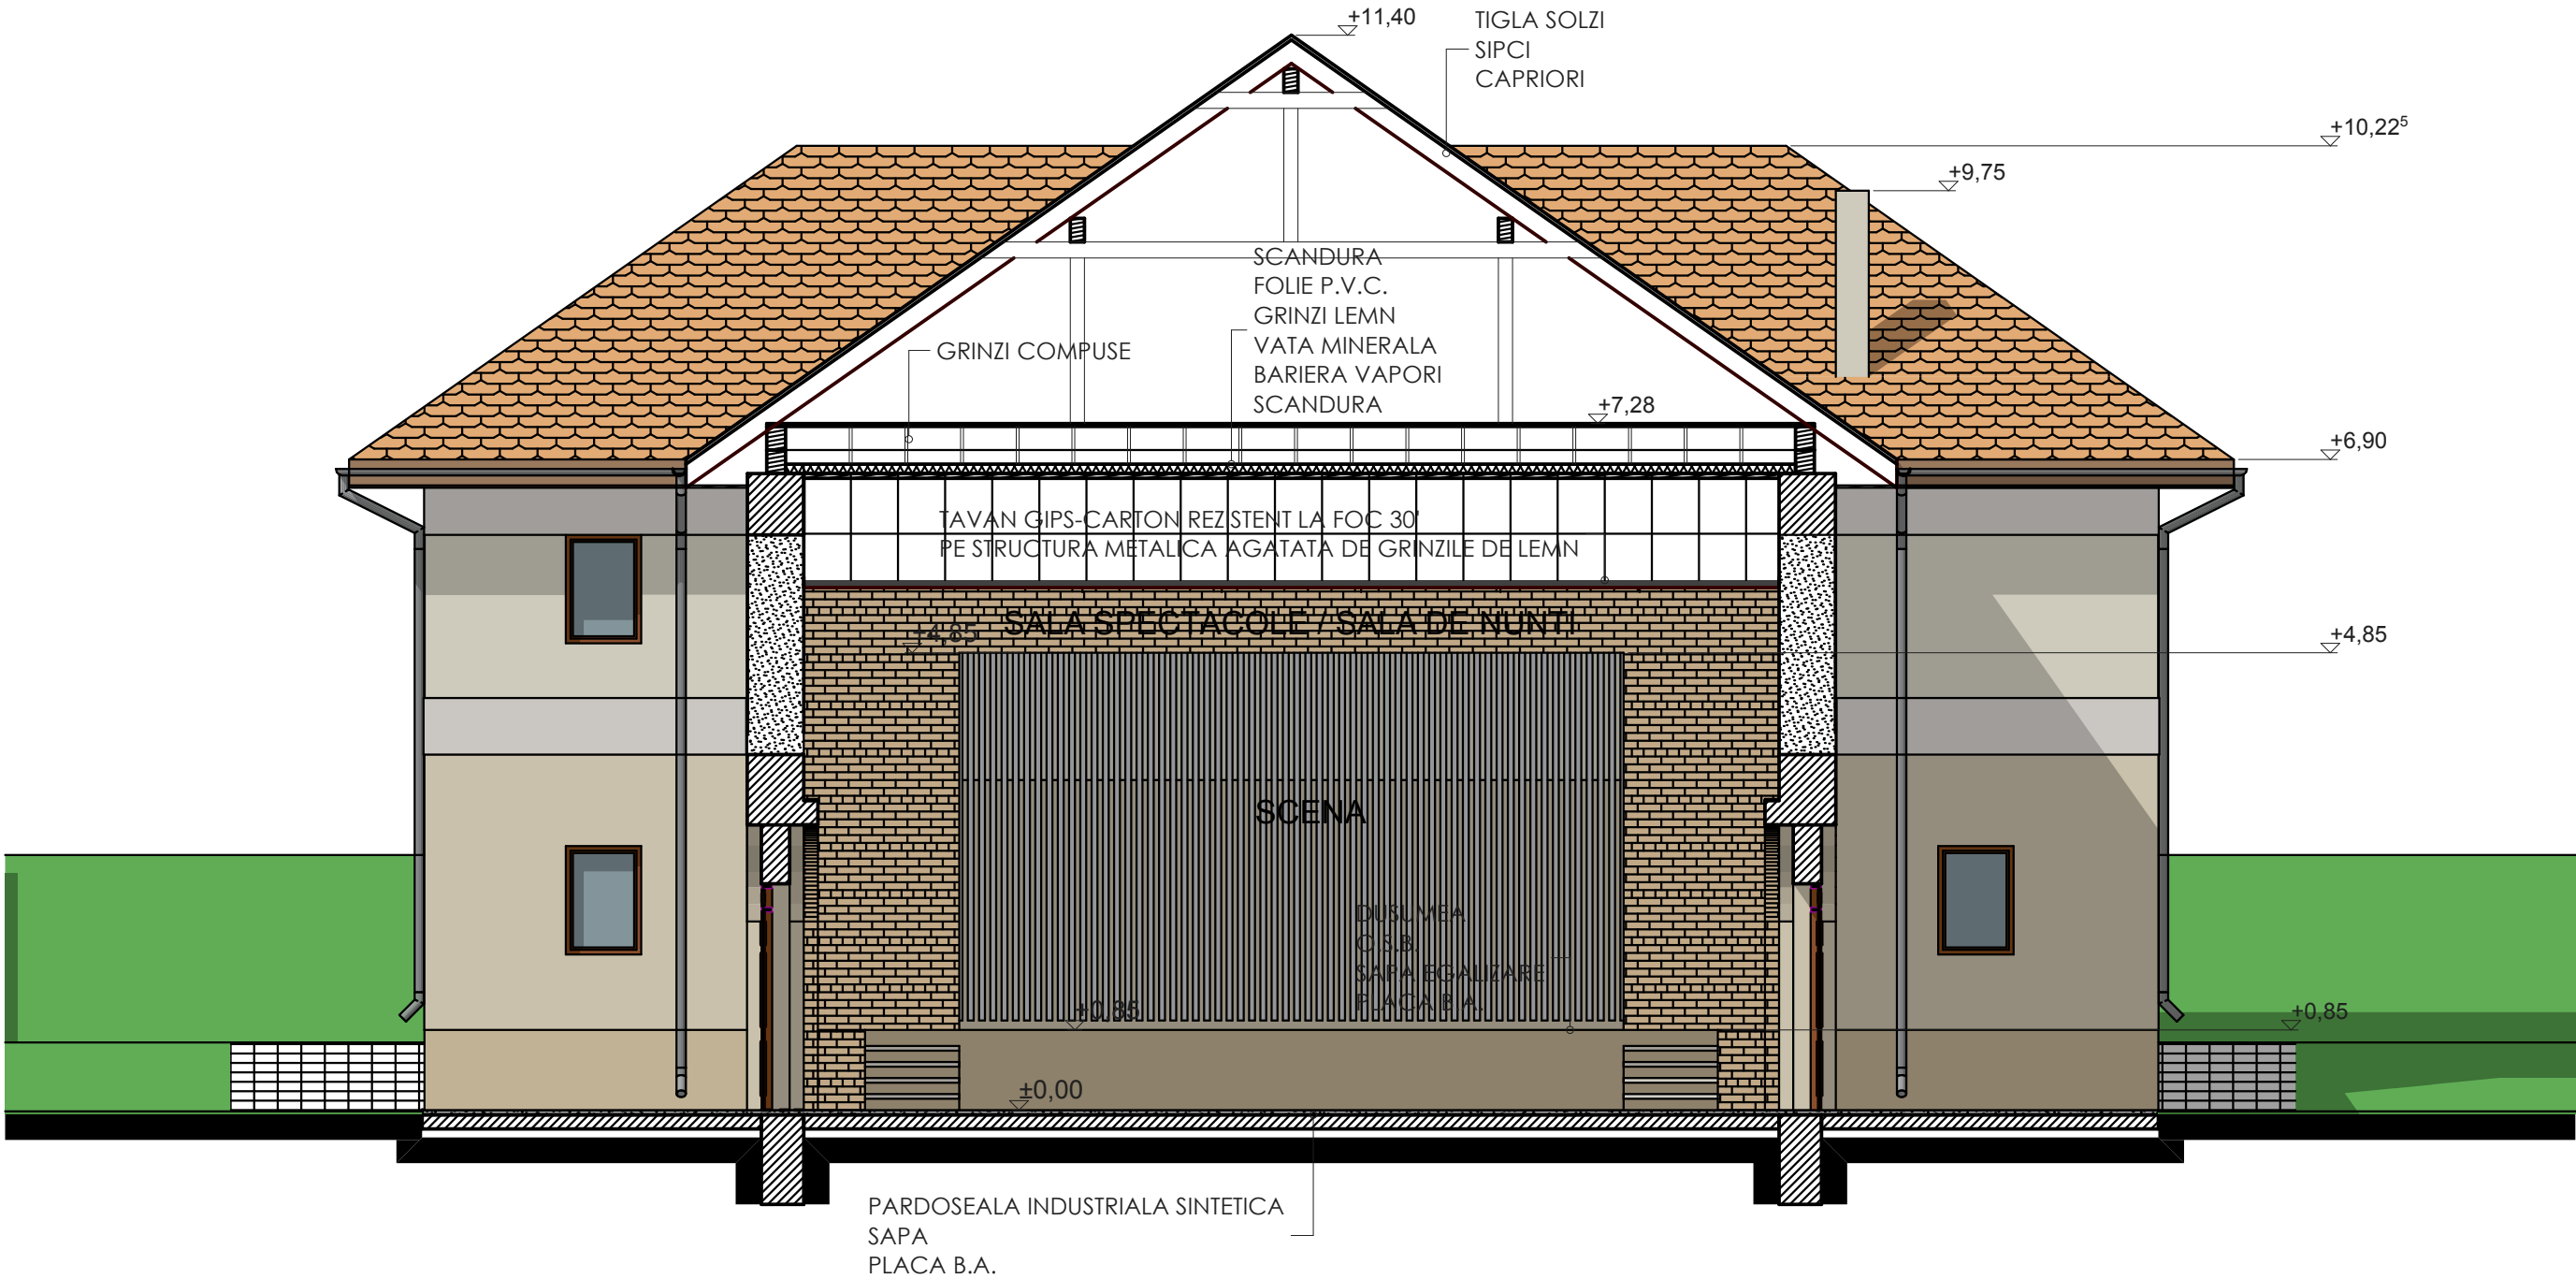 +11,40
TIGLA SOLZI
SIPCI
CAPRIORI
+10,22⁵
+9,75
SCANDURA
FOLIE P.V.C.
GRINZI LEMN
VATA MINERALA
BARIERA VAPORI
SCANDURA
GRINZI COMPUSE
+7,28
+6,90
TAVAN GIPS-CARTON REZISTENT LA FOC 30'
PE STRUCTURA METALICA AGATATA DE GRINZILE DE LEMN
SALA SPECTACOLE / SALA DE NUNTI
+4,85
+4,85
SCENA
DUSUMEA
O.S.B.
SAPA EGALIZARE
PLACA B.A.
+0,85
+0,85
±0,00
PARDOSEALA INDUSTRIALA SINTETICA
SAPA
PLACA B.A.